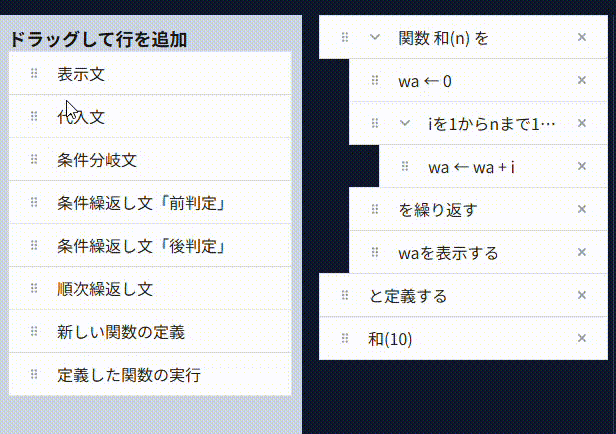 ドラッグして行を追加
表示文
代入文
条件分岐文
条件繰返し文「前判定」
条件繰返し文「後判定」
順次繰返し文
新しい関数の定義
定義した関数の実行
関数 和(n) を
wa ← 0
iを1からnまで1…
wa ← wa + i
を繰り返す
waを表示する
と定義する
和(10)